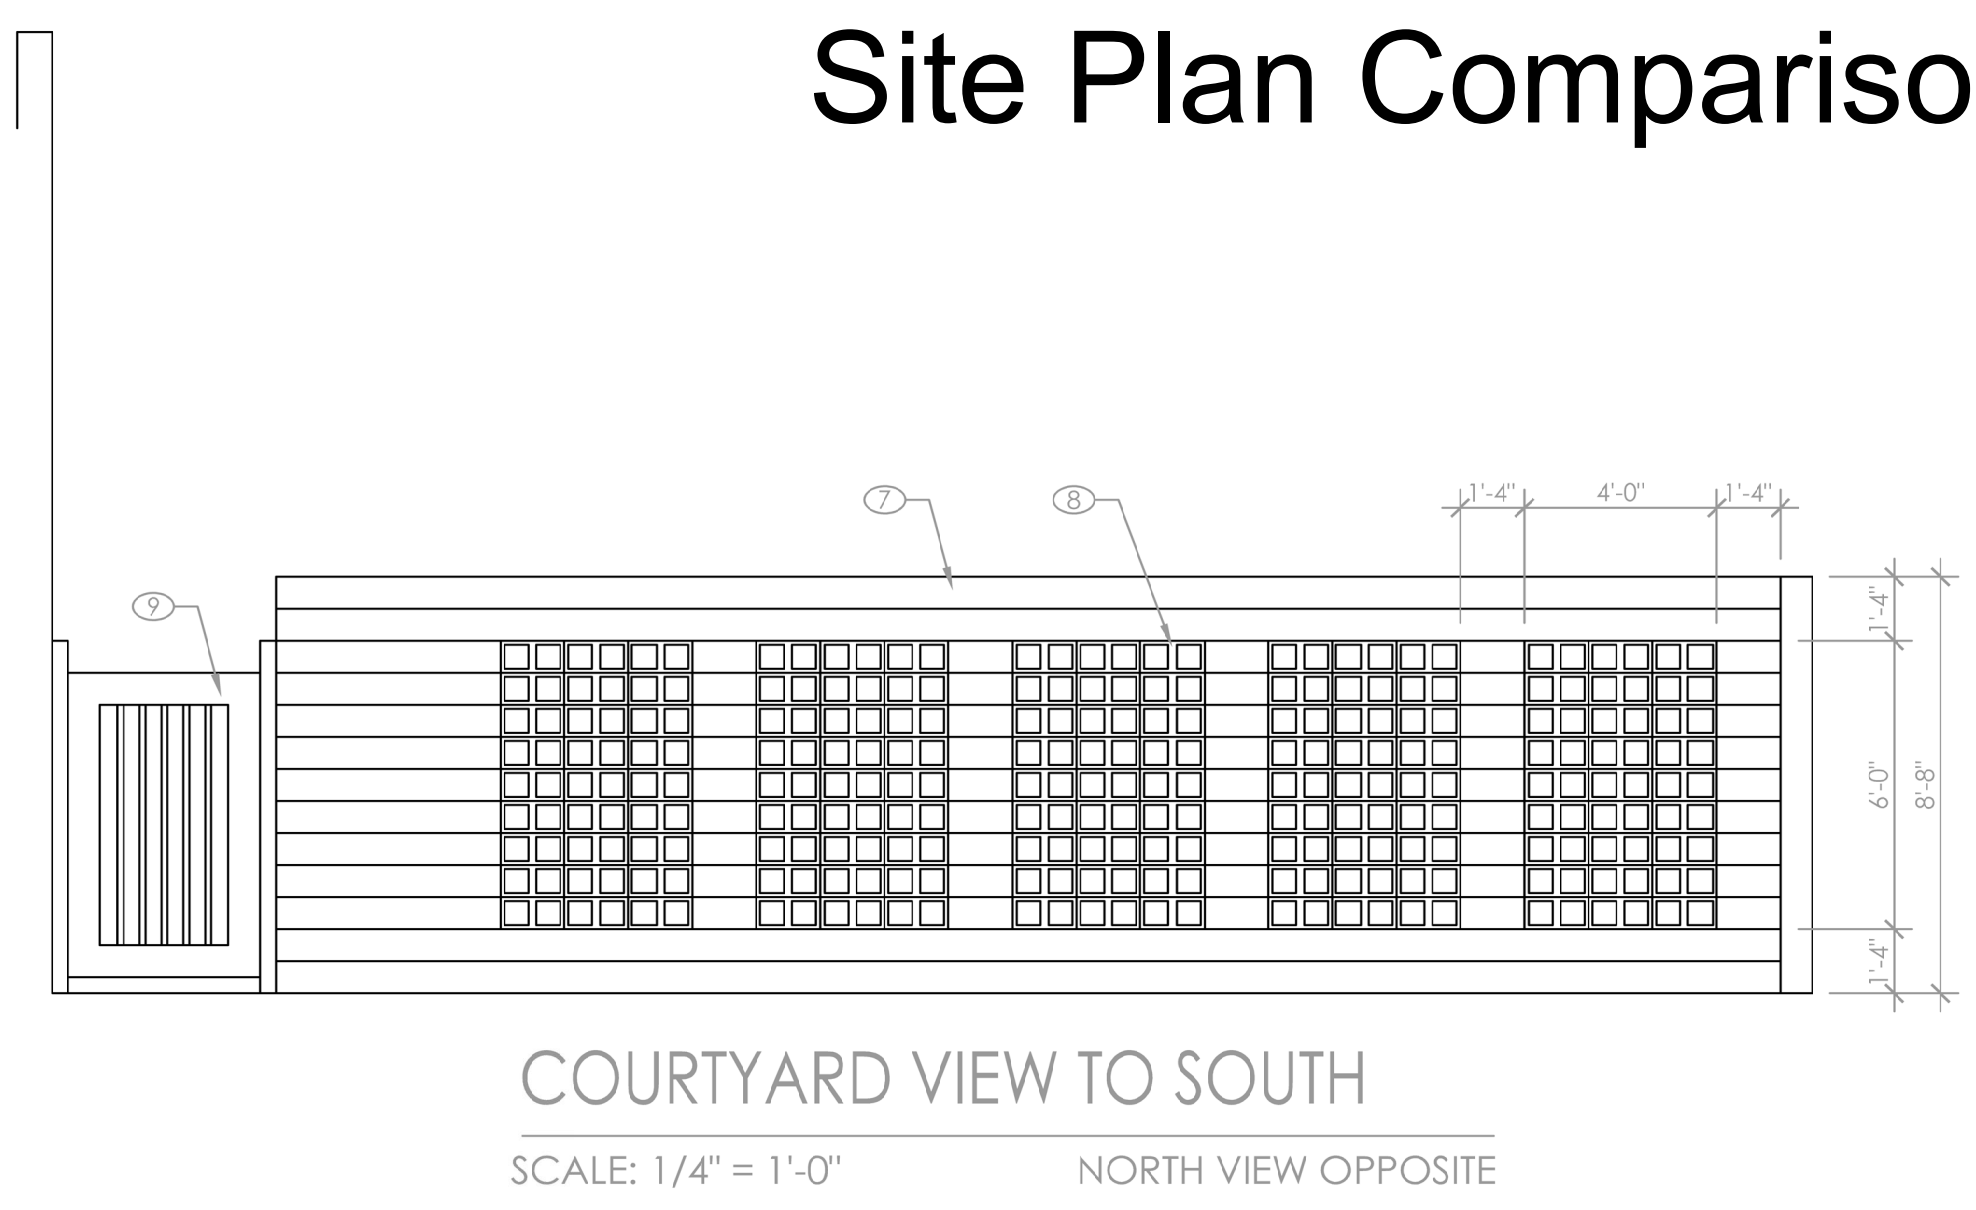 Site Plan Compariso
7
8
1'-4"
4'-0"
1'-4"
9
1'-4"
6'-0"
8'-8"
1'-4"
COURTYARD VIEW TO SOUTH
SCALE: 1/4" = 1'-0"
NORTH VIEW OPPOSITE